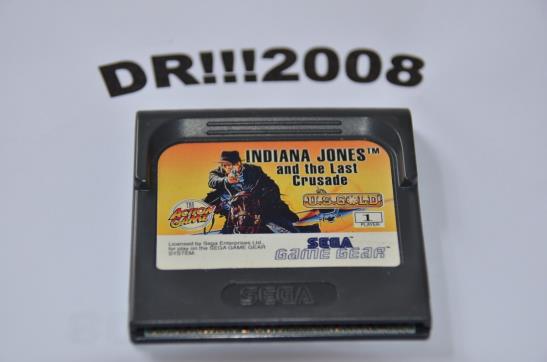 DR!!!2008
INDIANA JONES™
and the Last
Crusade
U.S. GOLD
THE
ACTION
GAME
1
PLAYER
Licensed by Sega Enterprises Ltd.
for play on the SEGA GAME GEAR
SYSTEM.
SEGA
GAME GEAR
SEGA